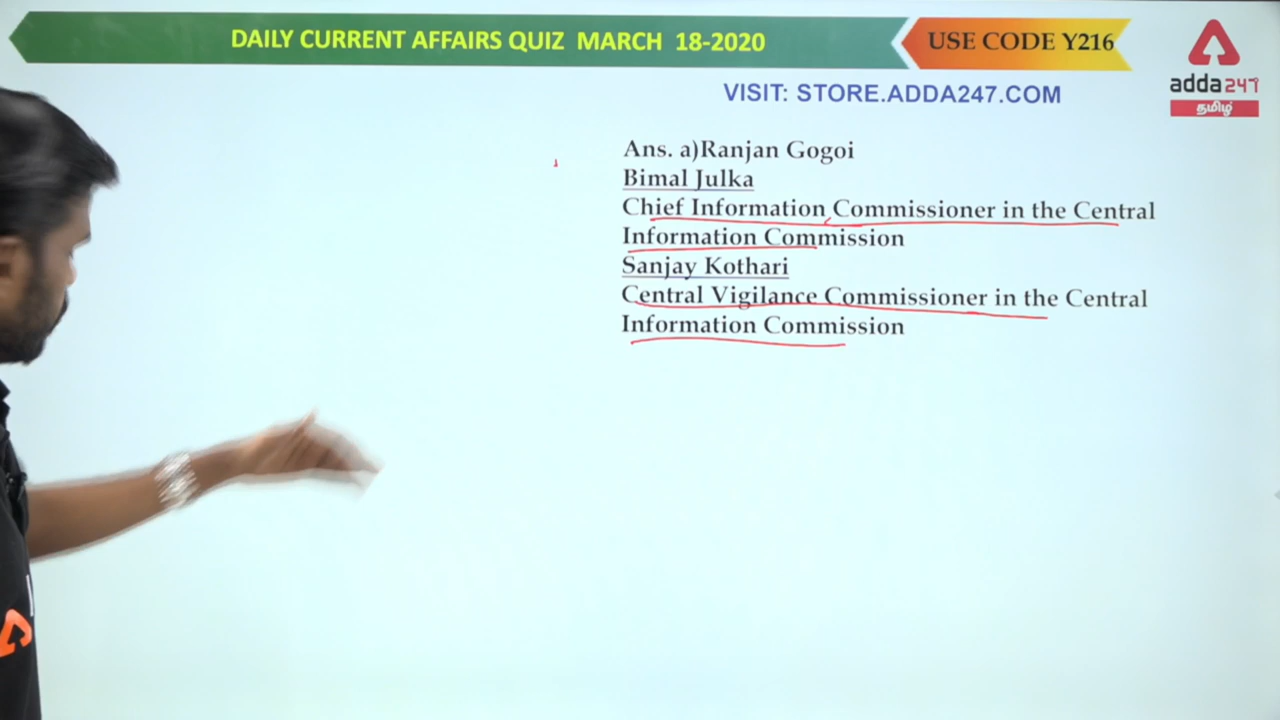 DAILY CURRENT AFFAIRS QUIZ MARCH 18-2020
USE CODE Y216
adda247
தமிழ்
VISIT: STORE.ADDA247.COM
Ans. a)Ranjan Gogoi
Bimal Julka
Chief Information Commissioner in the Central
Information Commission
Sanjay Kothari
Central Vigilance Commissioner in the Central
Information Commission